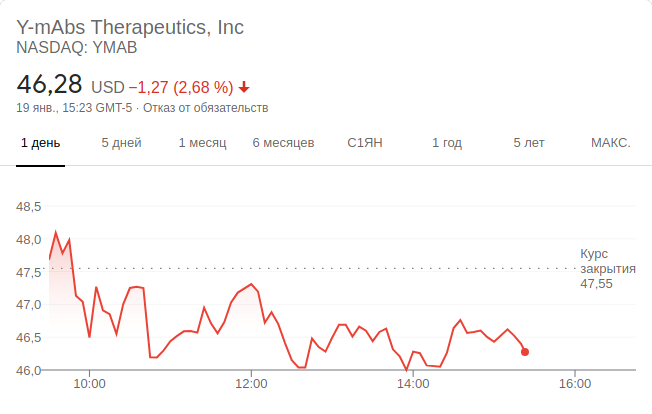 Y-mAbs Therapeutics, Inc
NASDAQ: YMAB
46,28 USD −1,27 (2,68 %)
19 янв., 15:23 GMT-5 · Отказ от обязательств
1 день 5 дней 1 месяц 6 месяцев С1ЯН 1 год 5 лет МАКС.
48,5
48,0
47,5
47,0
46,5
46,0
Курс
закрытия
47,55
10:00 12:00 14:00 16:00